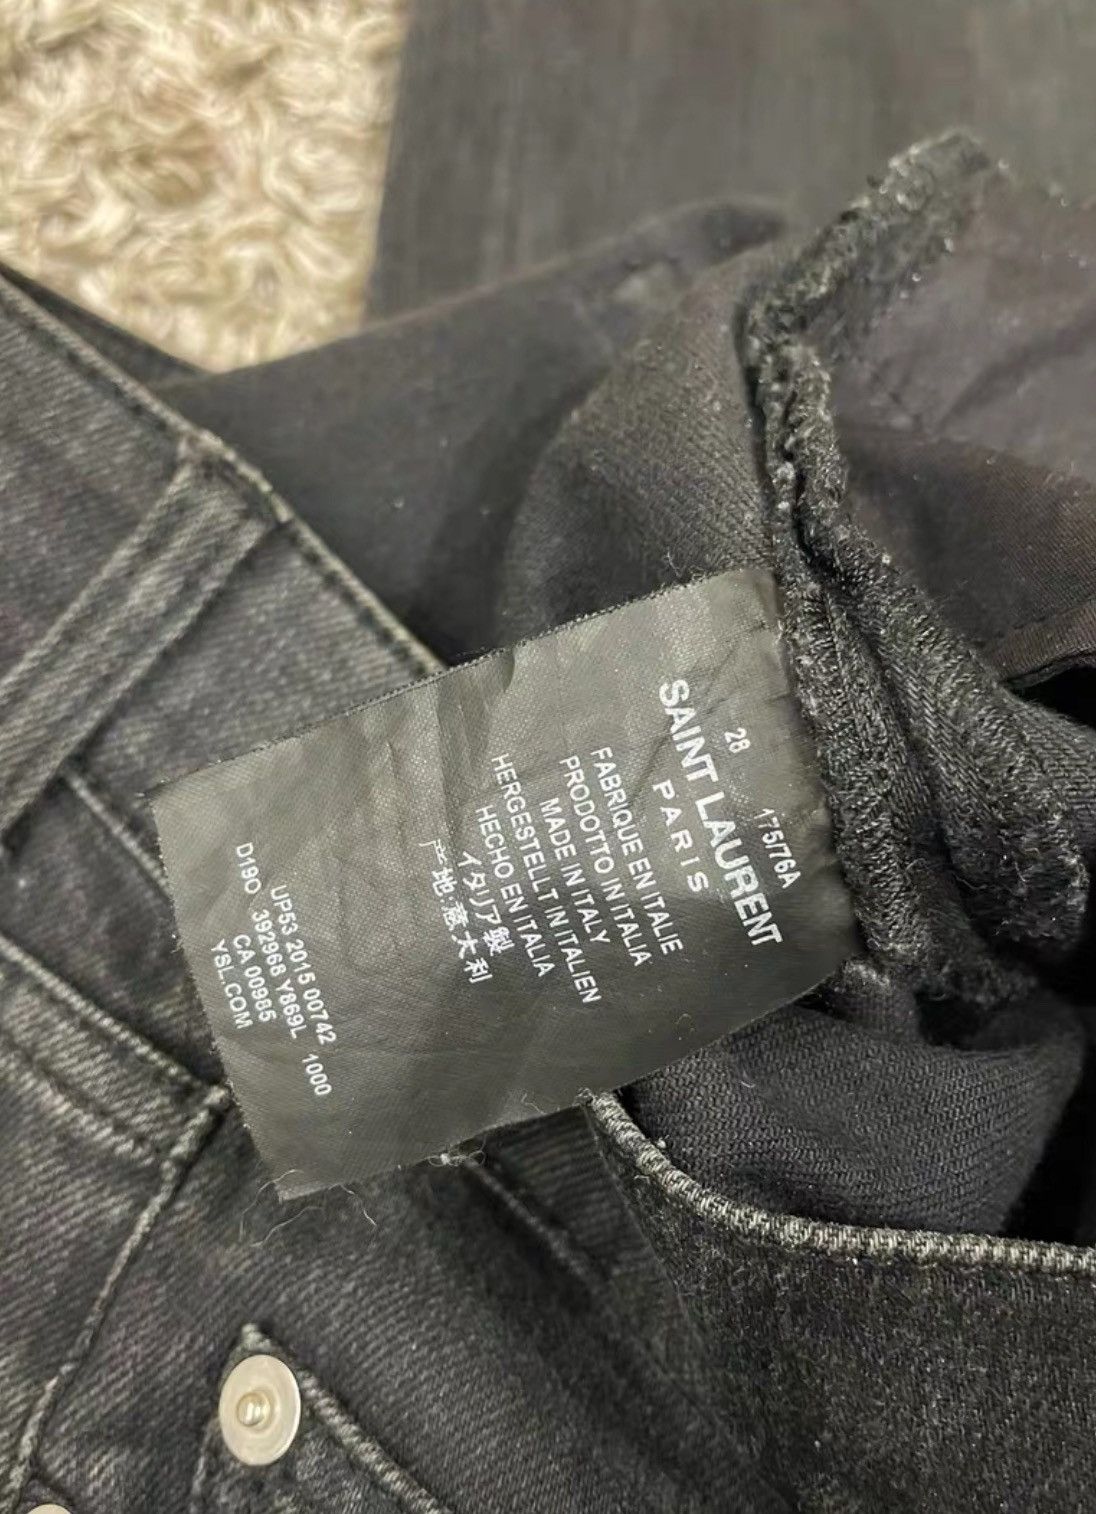 28 175/76A
SAINT LAURENT
PARIS
FABRIQUE EN ITALIE
PRODOTTO IN ITALIA
MADE IN ITALY
HERGESTELLT IN ITALIEN
HECHO EN ITALIA
イタリア製
产地:意大利
UP53 2015 00742
D19O 392968 Y869L 1000
CA 00985
YSL.COM